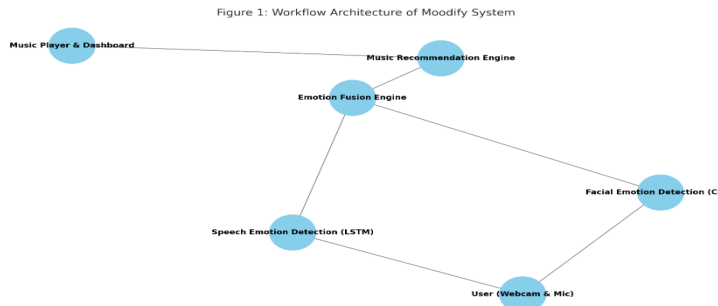 Figure 1: Workflow Architecture of Moodify System
Music Player & Dashboard
Music Recommendation Engine
Emotion Fusion Engine
Facial Emotion Detection (C
Speech Emotion Detection (LSTM)
User (Webcam & Mic)